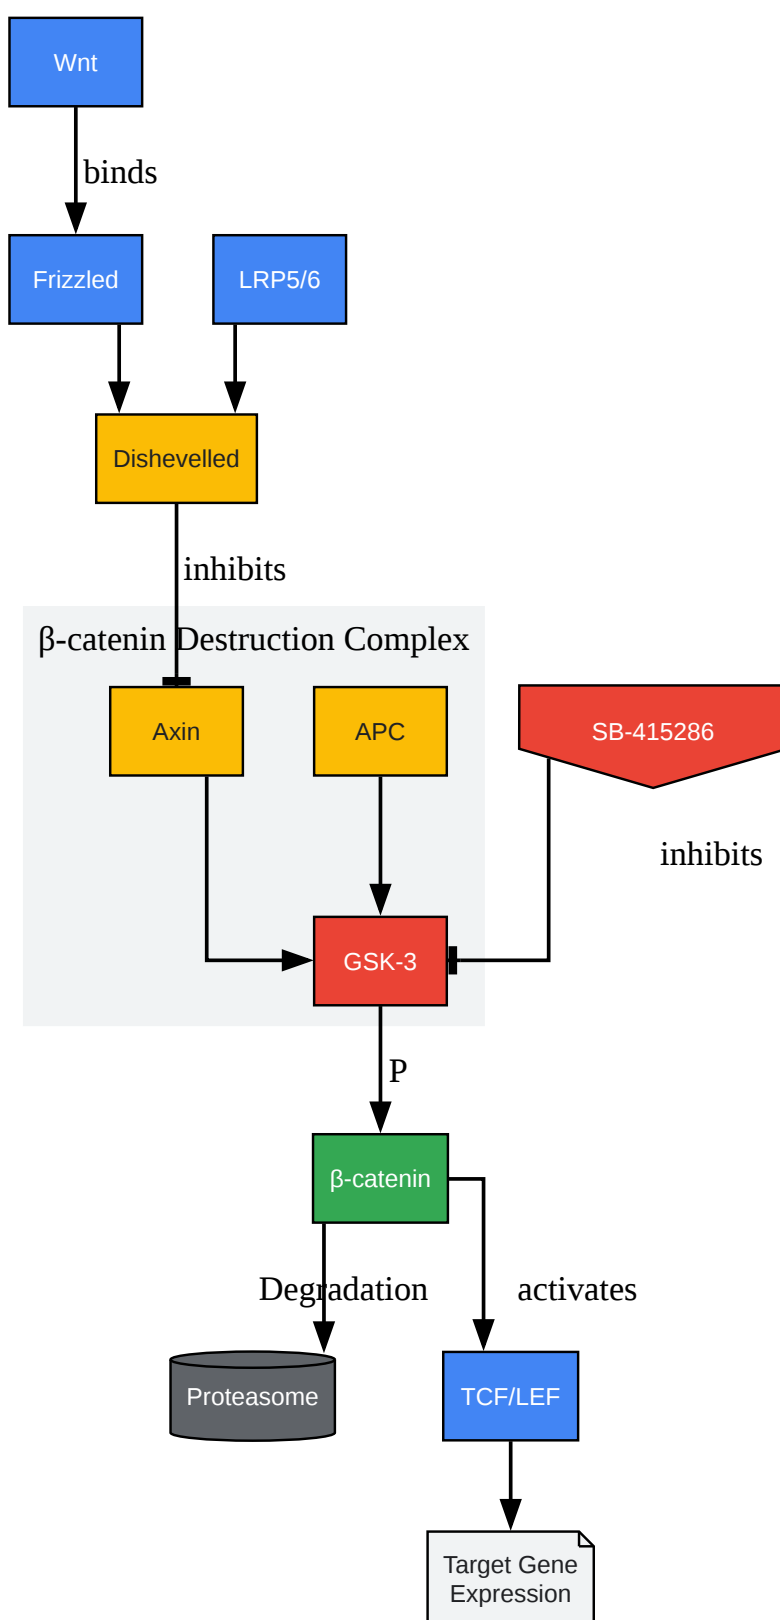 Wnt
binds
Frizzled
LRP5/6
Dishevelled
inhibits
β-catenin Destruction Complex
Axin
APC
SB-415286
inhibits
GSK-3
P
β-catenin
Degradation
activates
Proteasome
TCF/LEF
Target Gene
Expression